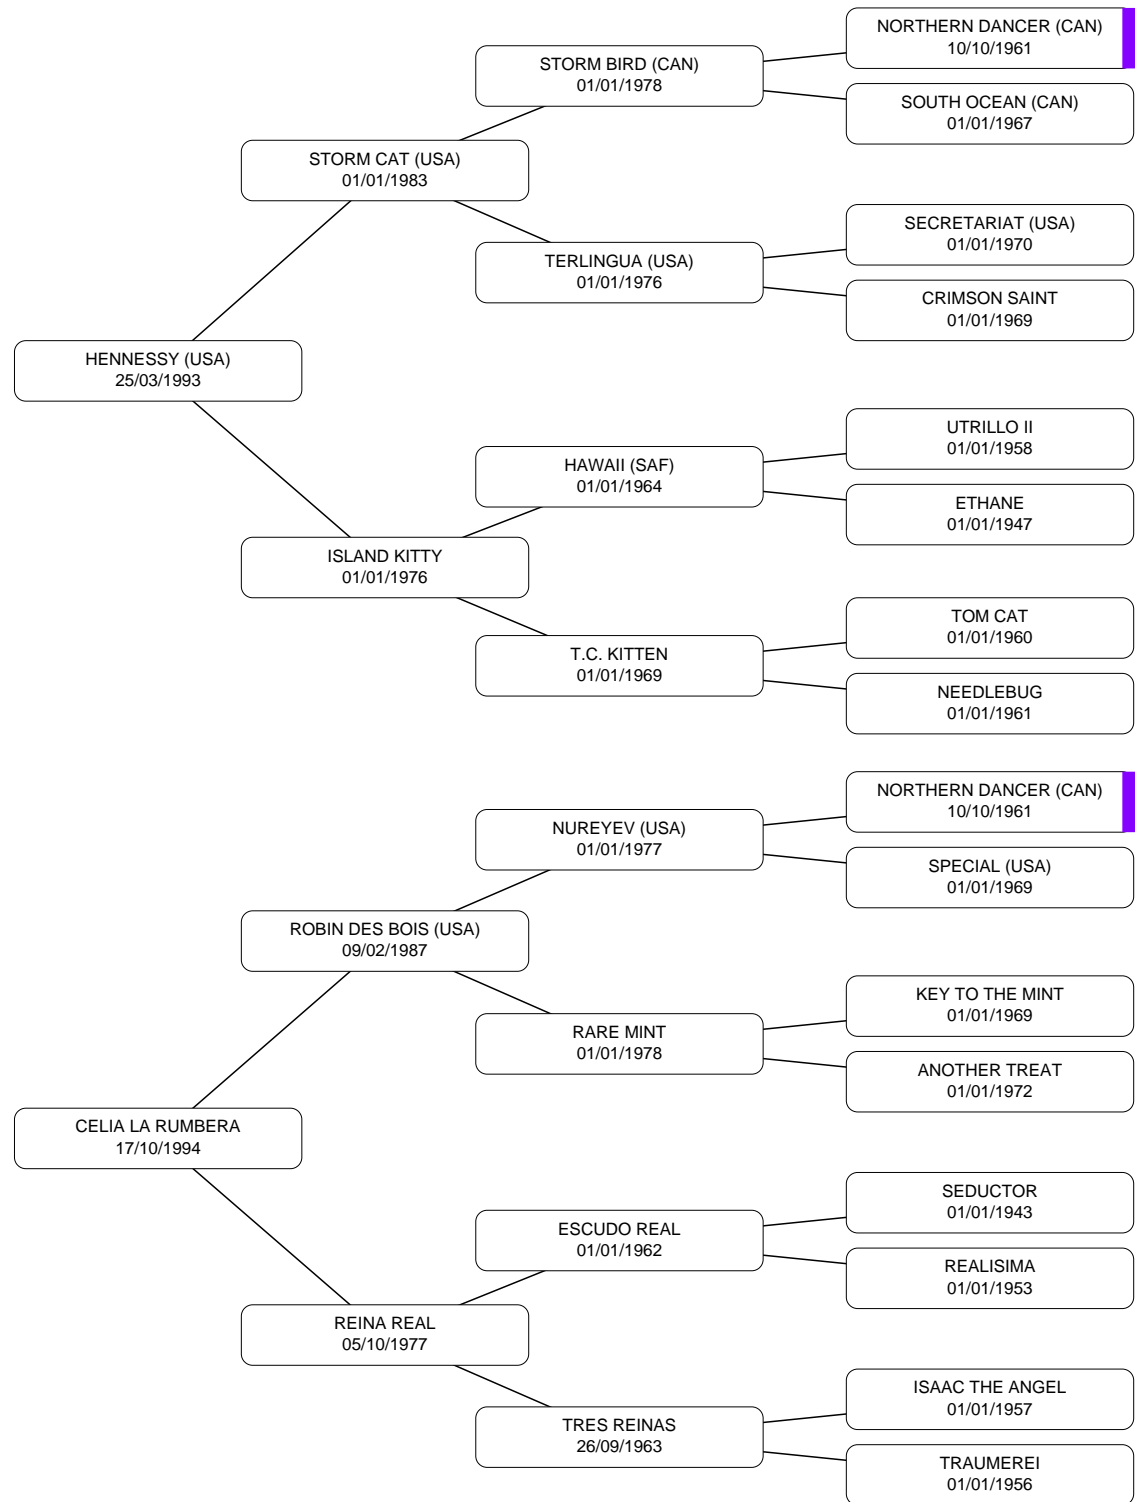 NORTHERN DANCER (CAN)
10/10/1961
STORM BIRD (CAN)
01/01/1978
SOUTH OCEAN (CAN)
01/01/1967
STORM CAT (USA)
01/01/1983
SECRETARIAT (USA)
01/01/1970
TERLINGUA (USA)
01/01/1976
CRIMSON SAINT
01/01/1969
HENNESSY (USA)
25/03/1993
UTRILLO II
01/01/1958
HAWAII (SAF)
01/01/1964
ETHANE
01/01/1947
ISLAND KITTY
01/01/1976
TOM CAT
01/01/1960
T.C. KITTEN
01/01/1969
NEEDLEBUG
01/01/1961
NORTHERN DANCER (CAN)
10/10/1961
NUREYEV (USA)
01/01/1977
SPECIAL (USA)
01/01/1969
ROBIN DES BOIS (USA)
09/02/1987
KEY TO THE MINT
01/01/1969
RARE MINT
01/01/1978
ANOTHER TREAT
01/01/1972
CELIA LA RUMBERA
17/10/1994
SEDUCTOR
01/01/1943
ESCUDO REAL
01/01/1962
REALISIMA
01/01/1953
REINA REAL
05/10/1977
ISAAC THE ANGEL
01/01/1957
TRES REINAS
26/09/1963
TRAUMEREI
01/01/1956